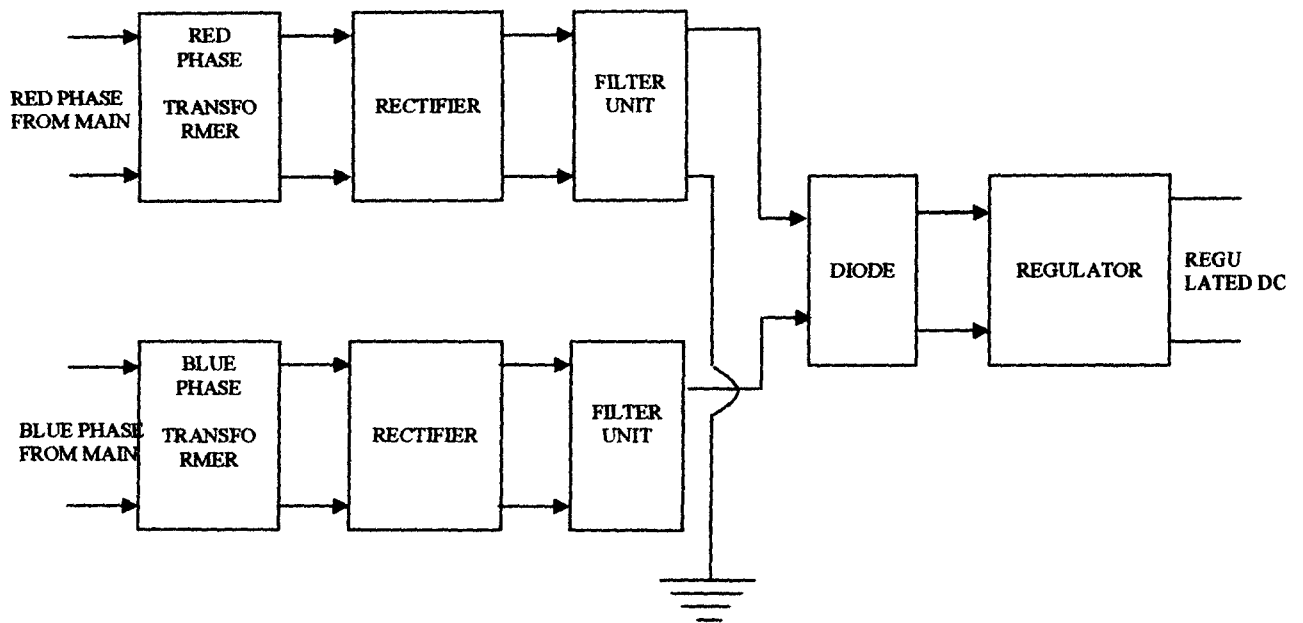 RED
PHASE
TRANSFO
RMER
RED PHASE
FROM MAIN
RECTIFIER
FILTER
UNIT
DIODE
REGULATOR
REGU
LATED DC
BLUE
PHASE
TRANSFO
RMER
BLUE PHASE
FROM MAIN
RECTIFIER
FILTER
UNIT